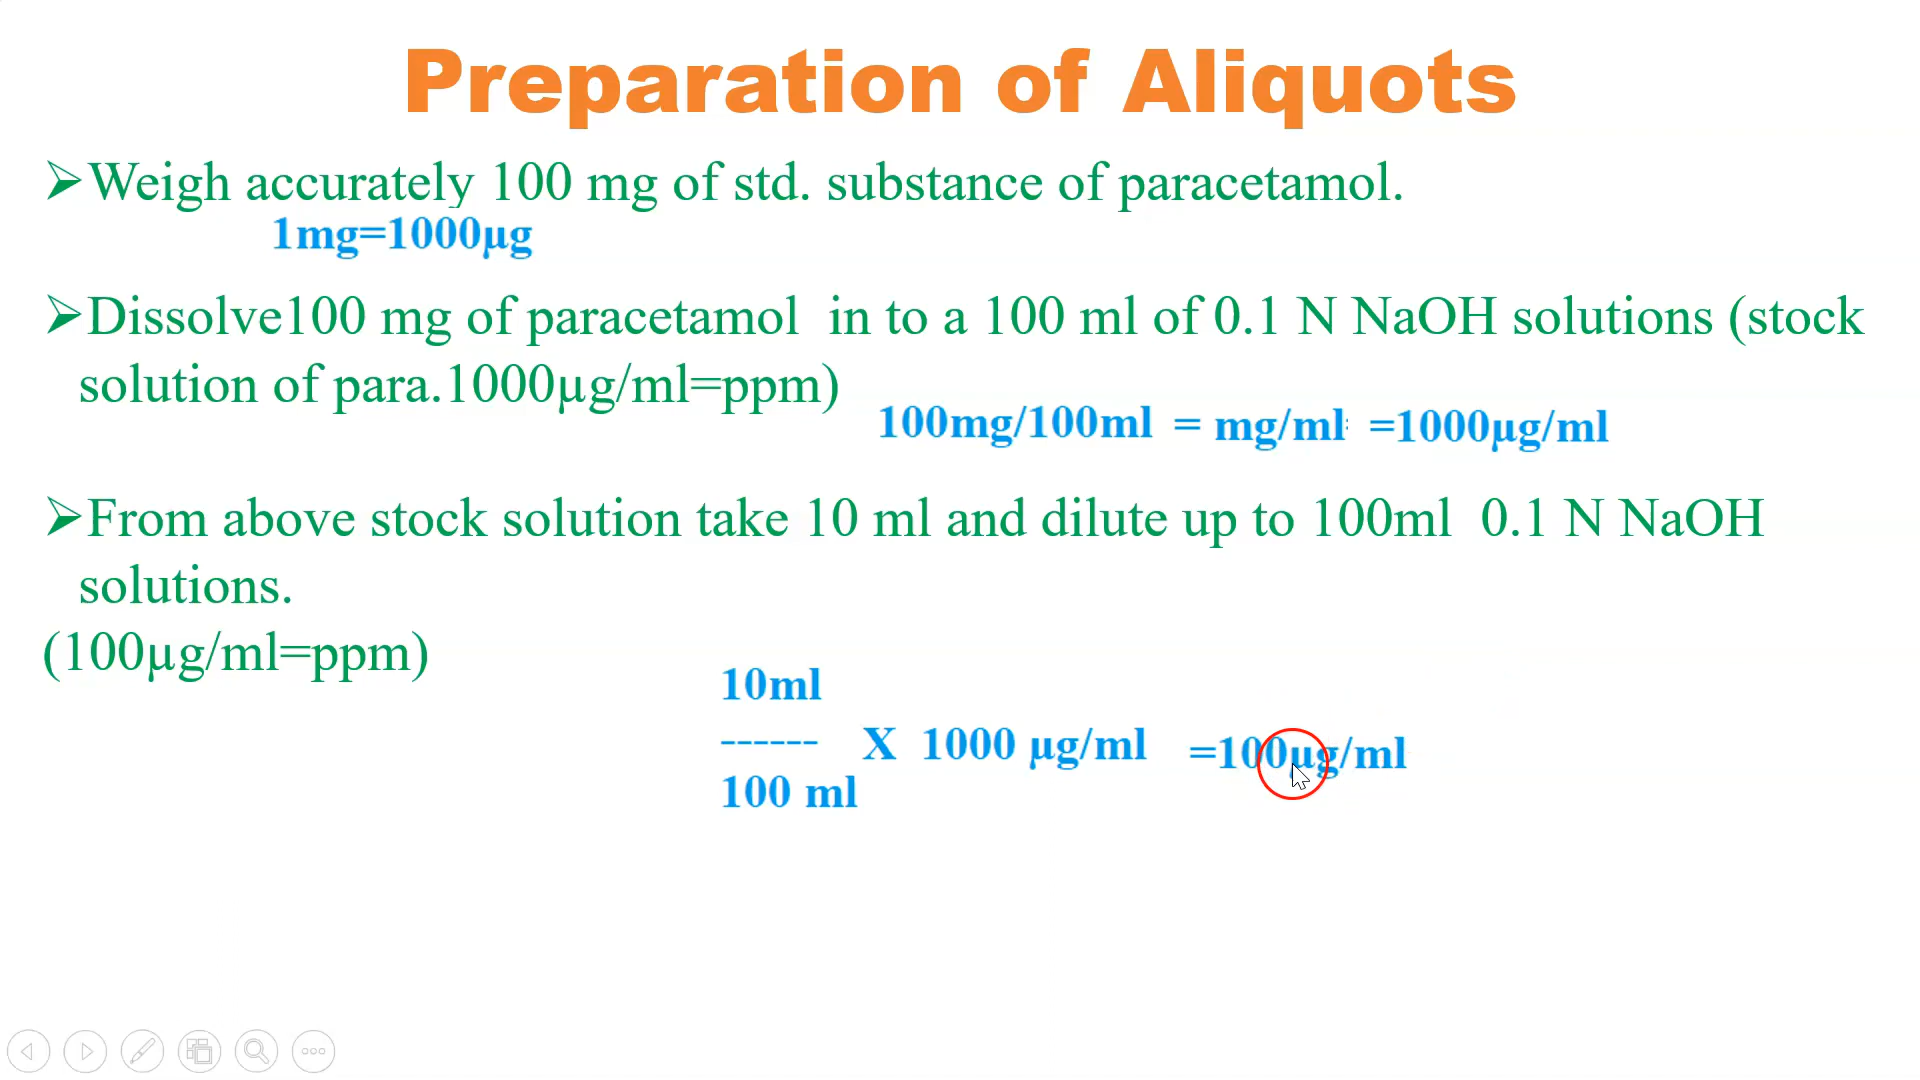 Preparation of Aliquots
➢Weigh accurately 100 mg of std. substance of paracetamol.
1mg=1000µg
➢Dissolve100 mg of paracetamol in to a 100 ml of 0.1 N NaOH solutions (stock
solution of para.1000µg/ml=ppm)
100mg/100ml = mg/ml =1000µg/ml
➢From above stock solution take 10 ml and dilute up to 100ml 0.1 N NaOH
solutions.
(100µg/ml=ppm)
10ml
------ X 1000 µg/ml =100µg/ml
100 ml